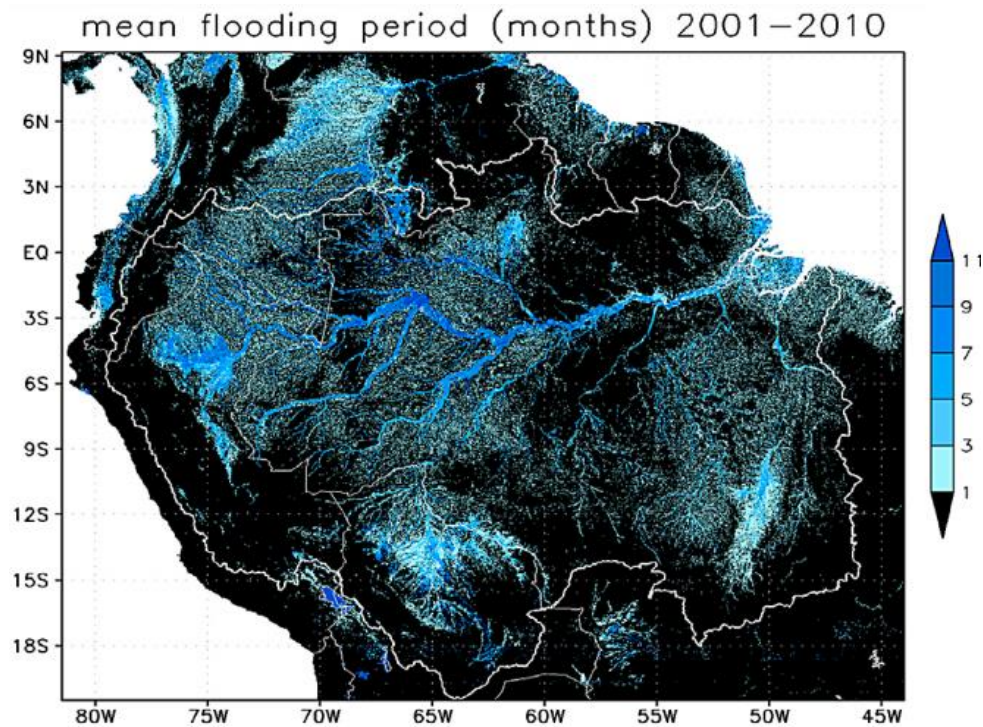 mean flooding period (months) 2001−2010
9N
6N
3N
EQ
3S
6S
9S
12S
15S
18S
80W 75W 70W 65W 60W 55W 50W 45W
11
9
7
5
3
1